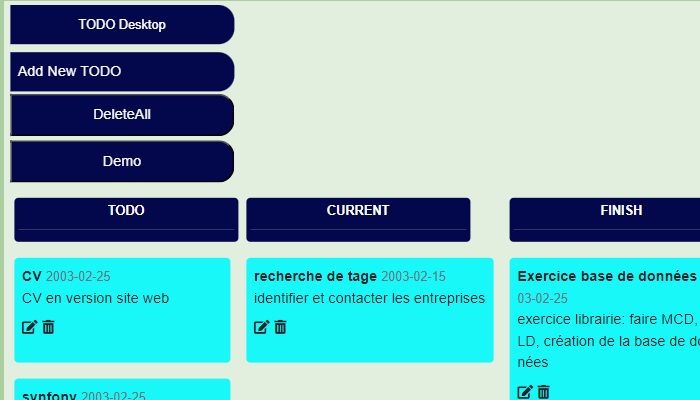 TODO Desktop
Add New TODO
DeleteAll
Demo
TODO
CURRENT
FINISH
CV 2003-02-25
CV en version site web
recherche de tage 2003-02-15
identifier et contacter les entreprises
Exercice base de données
03-02-25
exercice librairie: faire MCD,
LD, création de la base de do
nées
synfony 2003-02-25